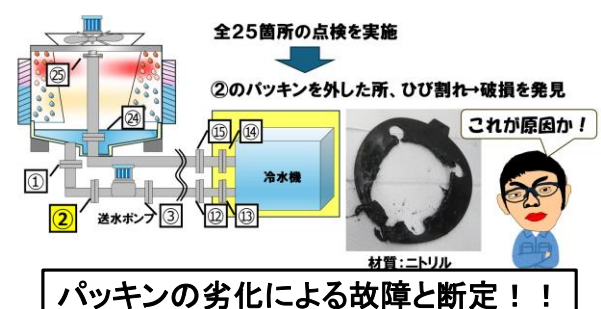 全25箇所の点検を実施
②のパッキンを外した所、ひび割れ→破損を発見
これが原因か！
㉕
㉔
⑮
⑭
①
冷水機
②
送水ポンプ
③
⑫
⑬
材質：ニトリル
パッキンの劣化による故障と断定！！